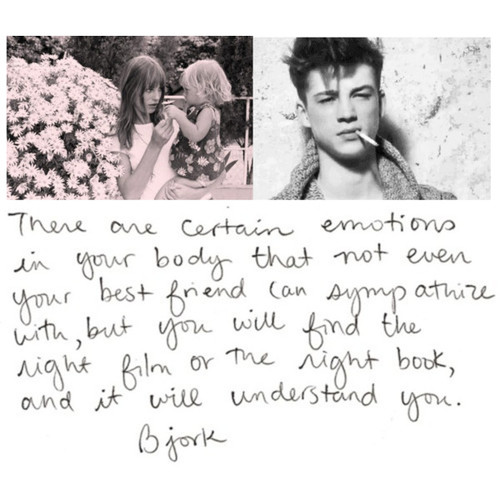 There are certain emotions
in your body that not even
your best friend can sympathize
with, but you will find the
right film or the right book,
and it will understand you.
Bjork